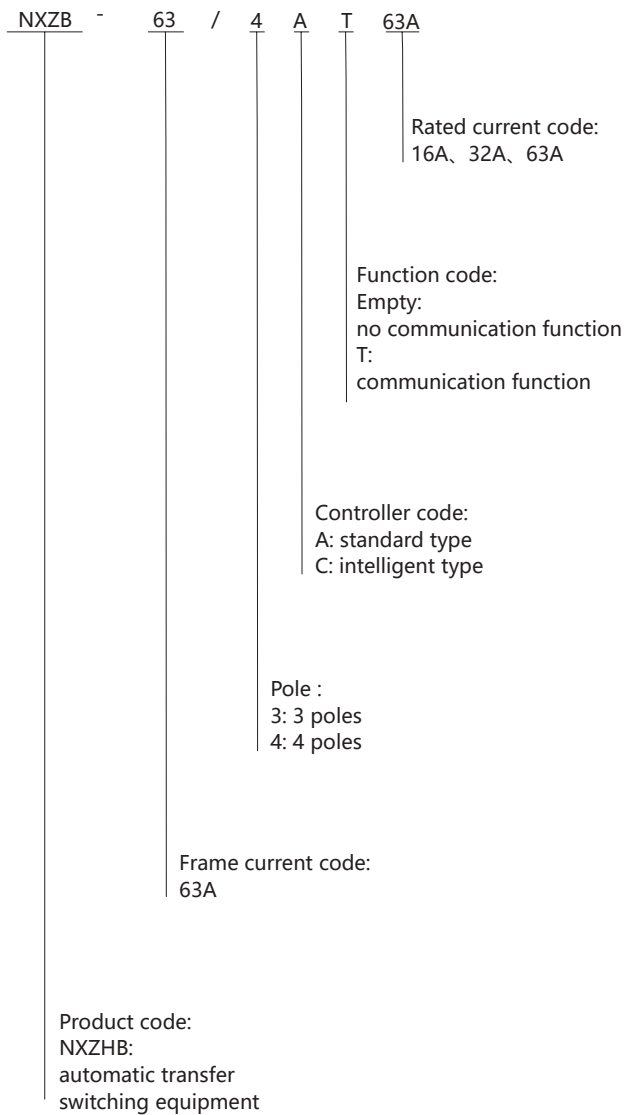 NXZB - 63 / 4 A T 63A
Rated current code:
16A、32A、63A
Function code:
Empty:
no communication function
T:
communication function
Controller code:
A: standard type
C: intelligent type
Pole :
3: 3 poles
4: 4 poles
Frame current code:
63A
Product code:
NXZHB:
automatic transfer
switching equipment